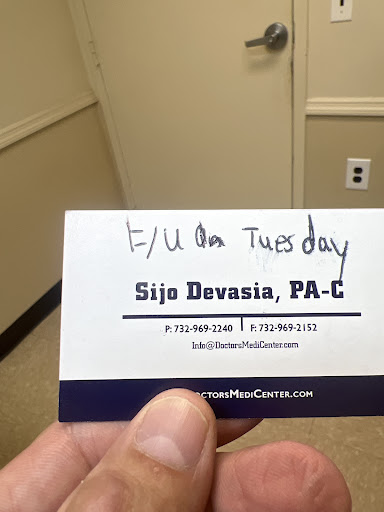 F/U on Tuesday
Sijo Devasia, PA-C
P: 732-969-2240 | F: 732-969-2152
Info@DoctorsMediCenter.com
octorsMediCenter.com